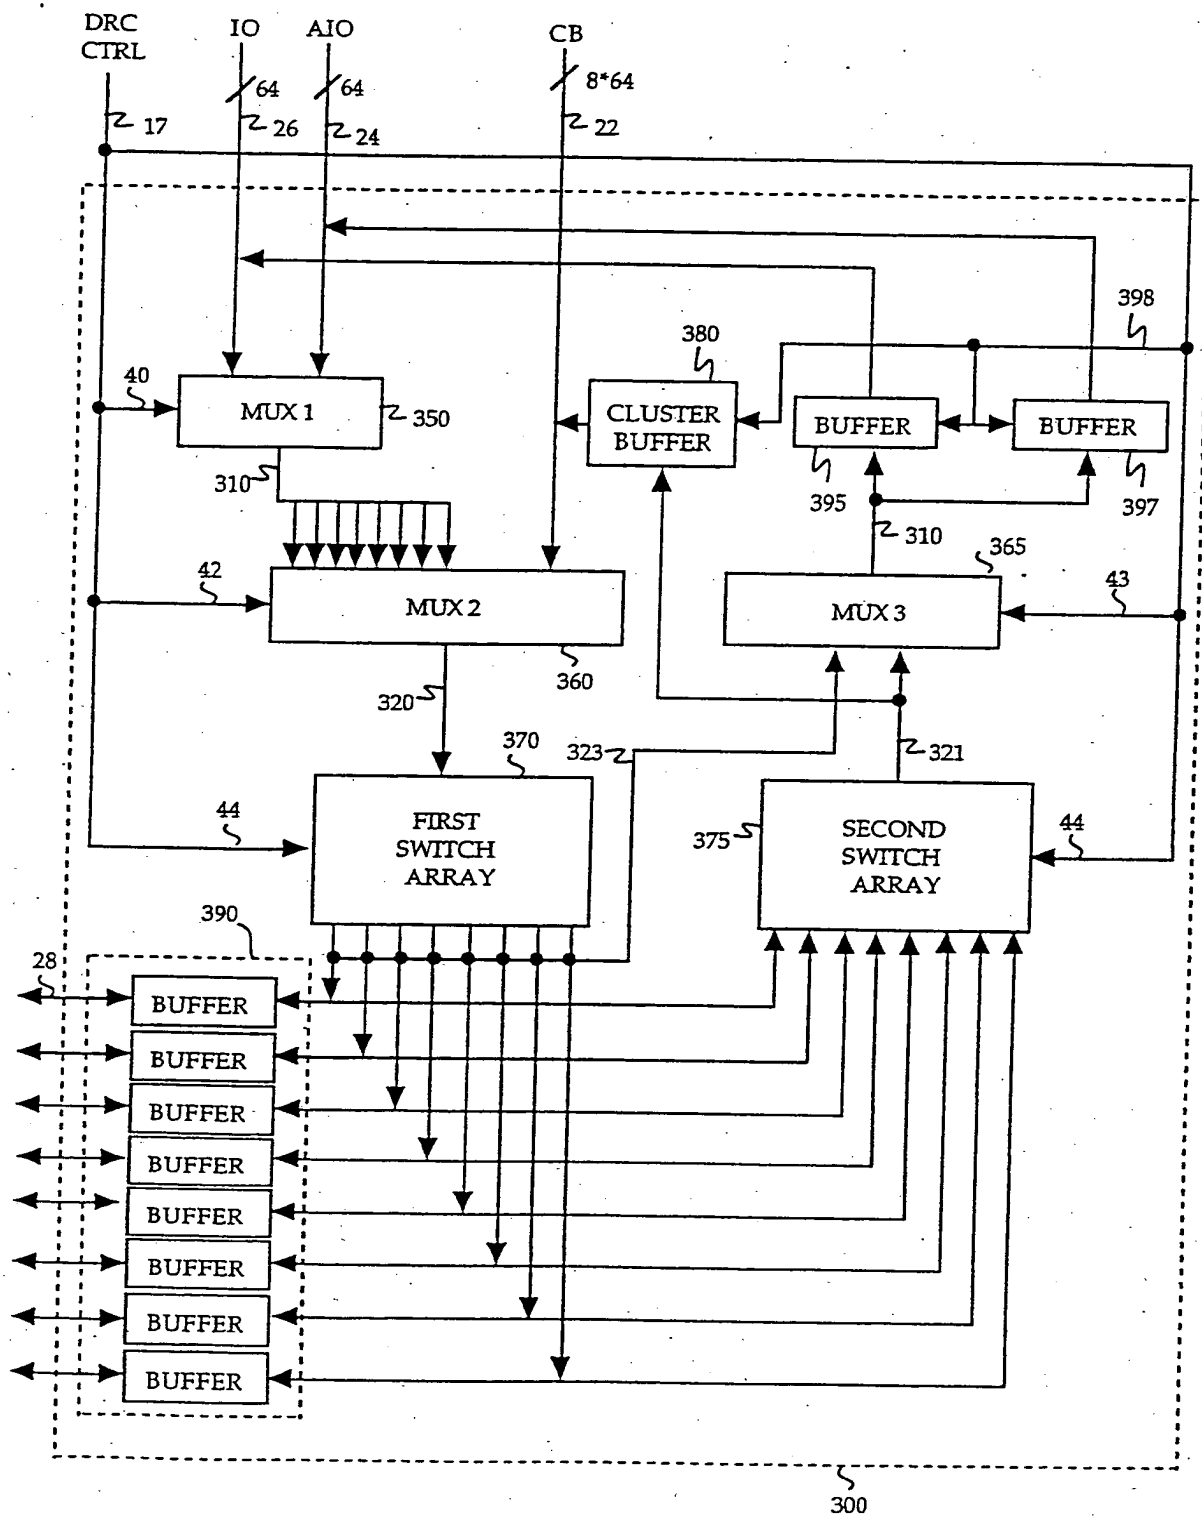 DRC
CTRL
IO
AIO
CB
64
64
8*64
17
26
24
22
398
380
40
MUX 1
350
CLUSTER
BUFFER
BUFFER
BUFFER
310
395
397
310
365
42
MUX 2
MUX 3
43
360
320
370
323
321
44
FIRST
SWITCH
ARRAY
375
SECOND
SWITCH
ARRAY
44
390
28
BUFFER
BUFFER
BUFFER
BUFFER
BUFFER
BUFFER
BUFFER
BUFFER
300